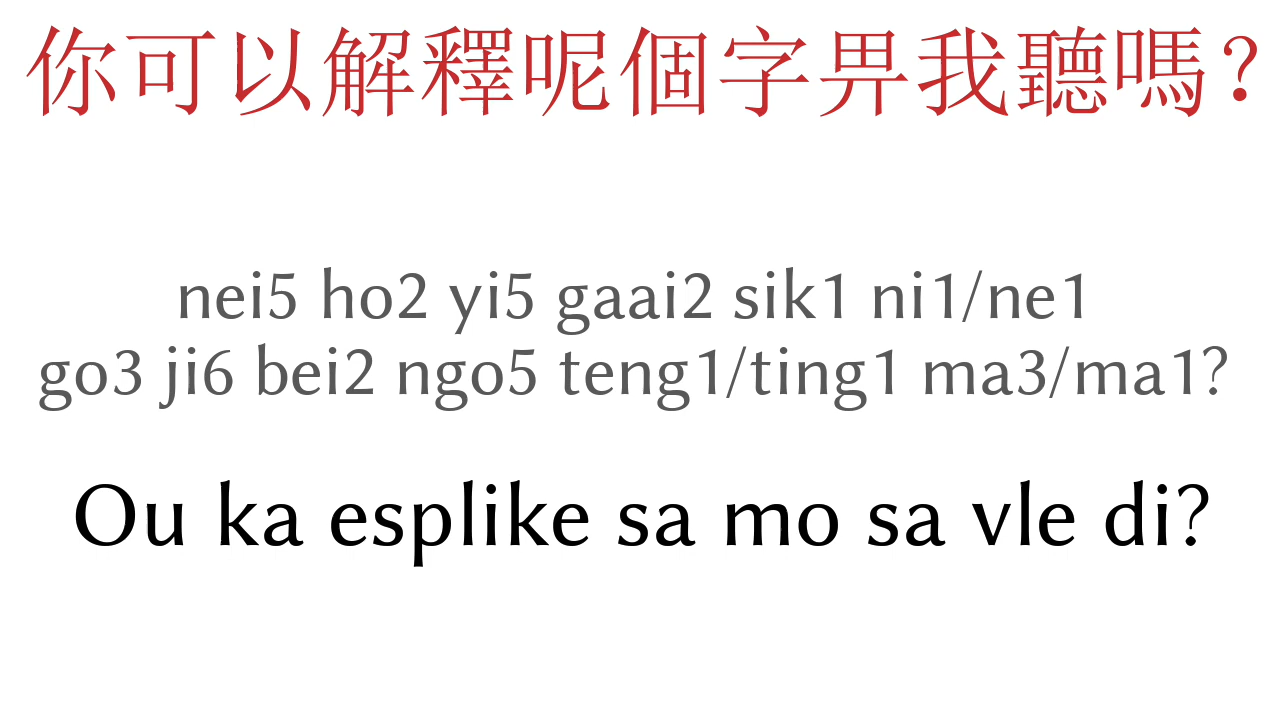 你可以解釋呢個字畀我聽嗎？
nei5 ho2 yi5 gaai2 sik1 ni1/ne1
go3 ji6 bei2 ngo5 teng1/ting1 ma3/ma1?
Ou ka esplike sa mo sa vle di?